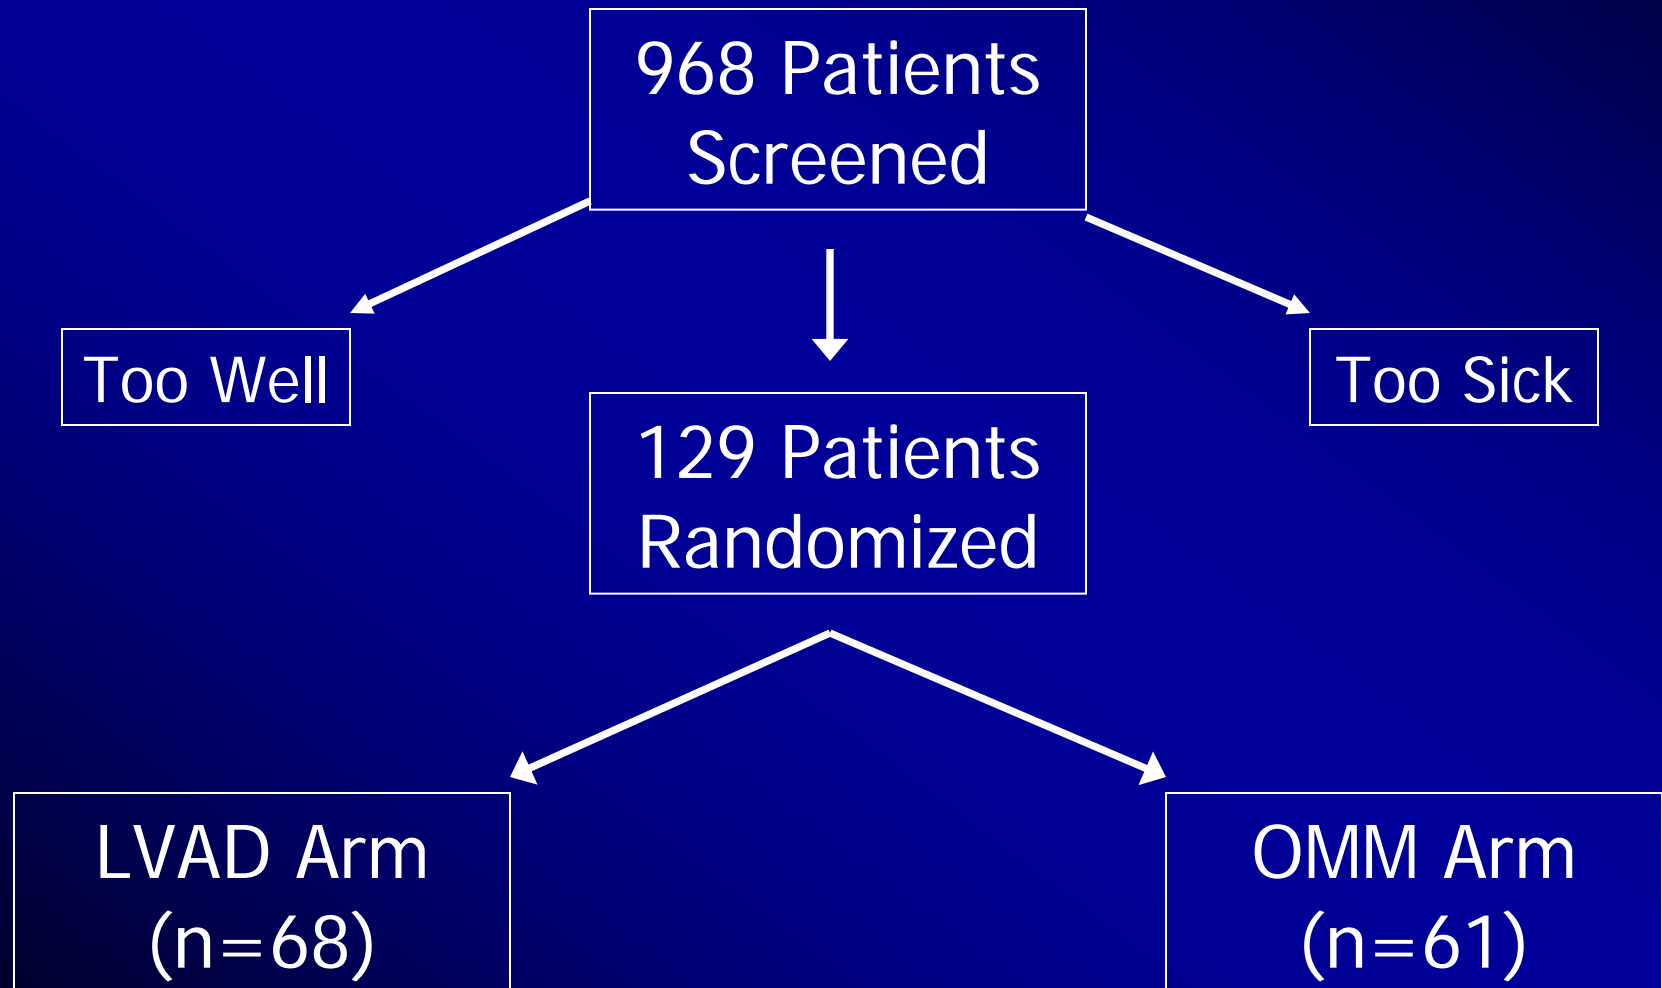 968 Patients
Screened
Too Well
Too Sick
129 Patients
Randomized
LVAD Arm
(n=68)
OMM Arm
(n=61)